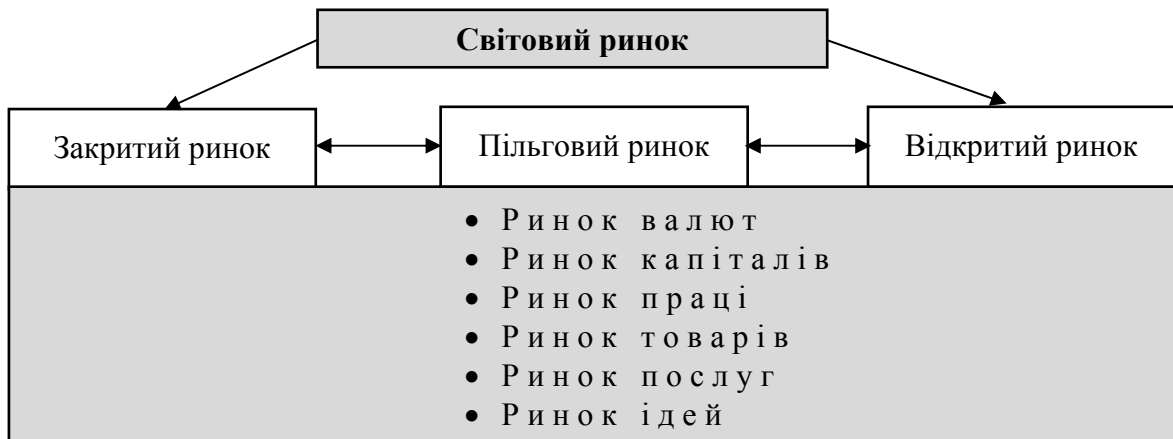 Світовий ринок
Закритий ринок
Пільговий ринок
Відкритий ринок
• Ринок валют
• Ринок капіталів
• Ринок праці
• Ринок товарів
• Ринок послуг
• Ринок ідей